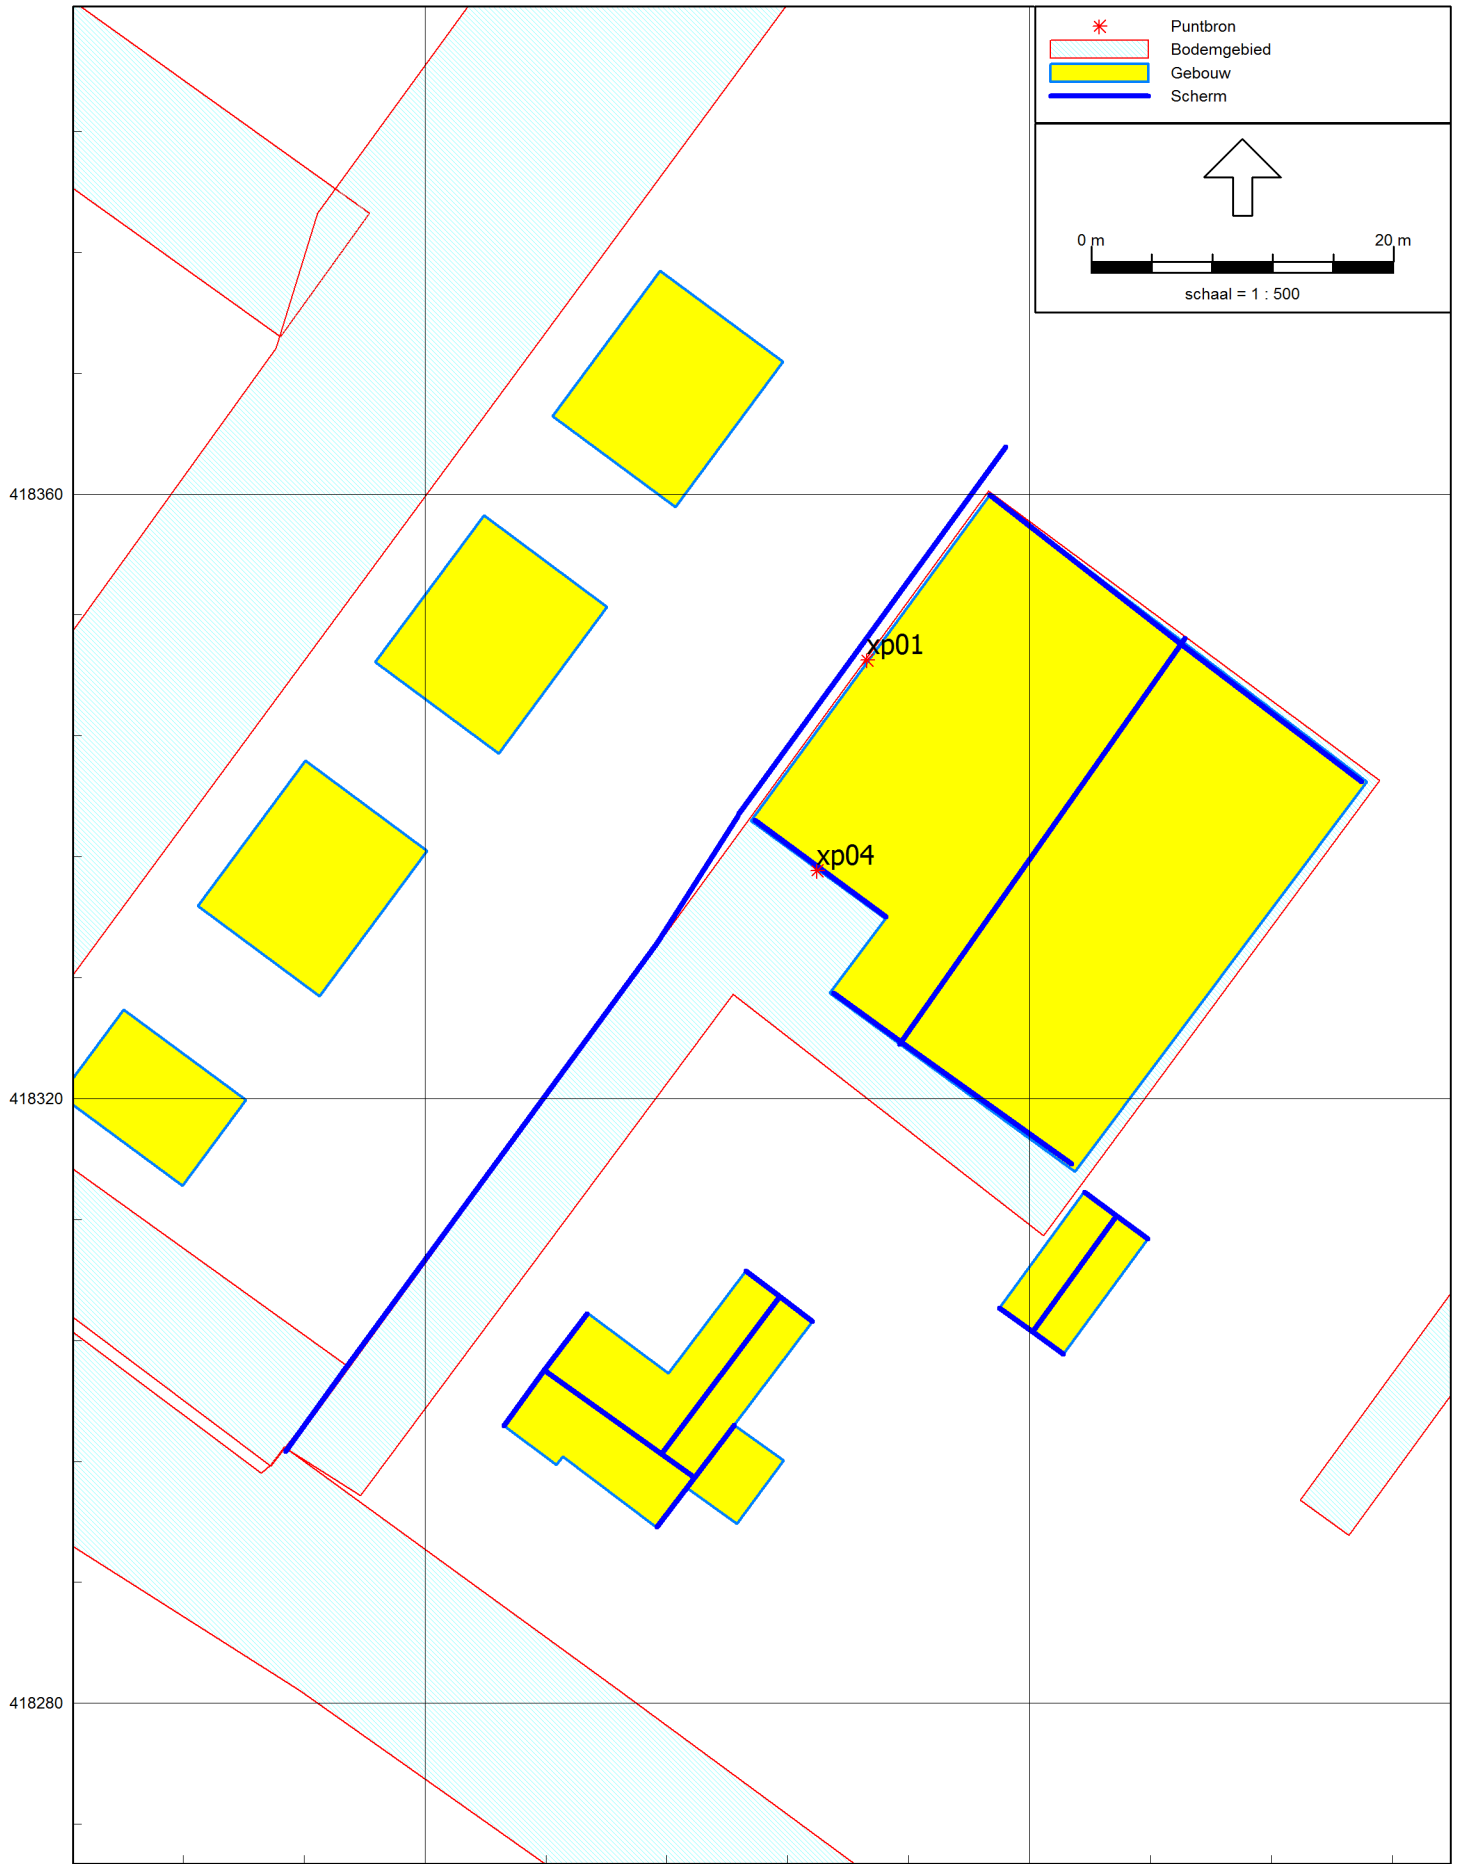 Puntbron
Bodemgebied
Gebouw
Scherm
0 m 20 m
schaal = 1 : 500
418360
xp01
xp04
418320
418280